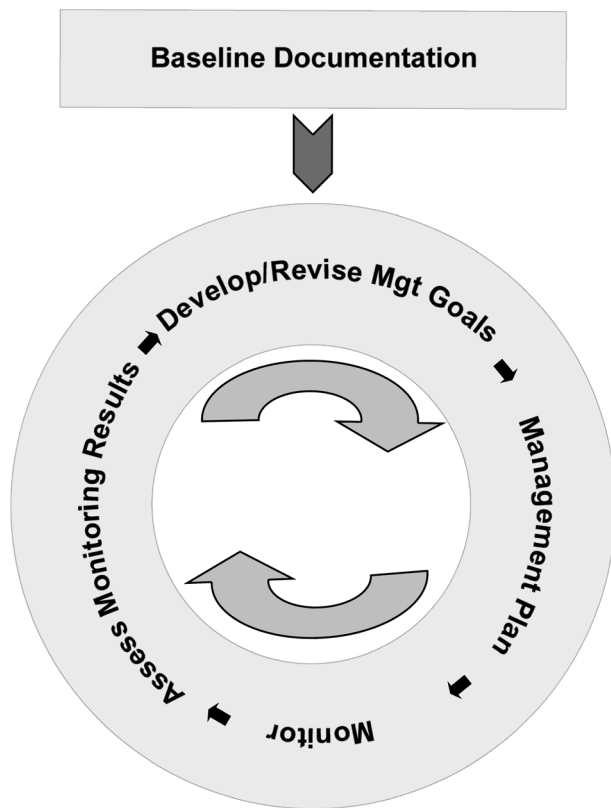 Baseline Documentation
Develop/Revise Mgt Goals
Management Plan
Monitor
Assess Monitoring Results